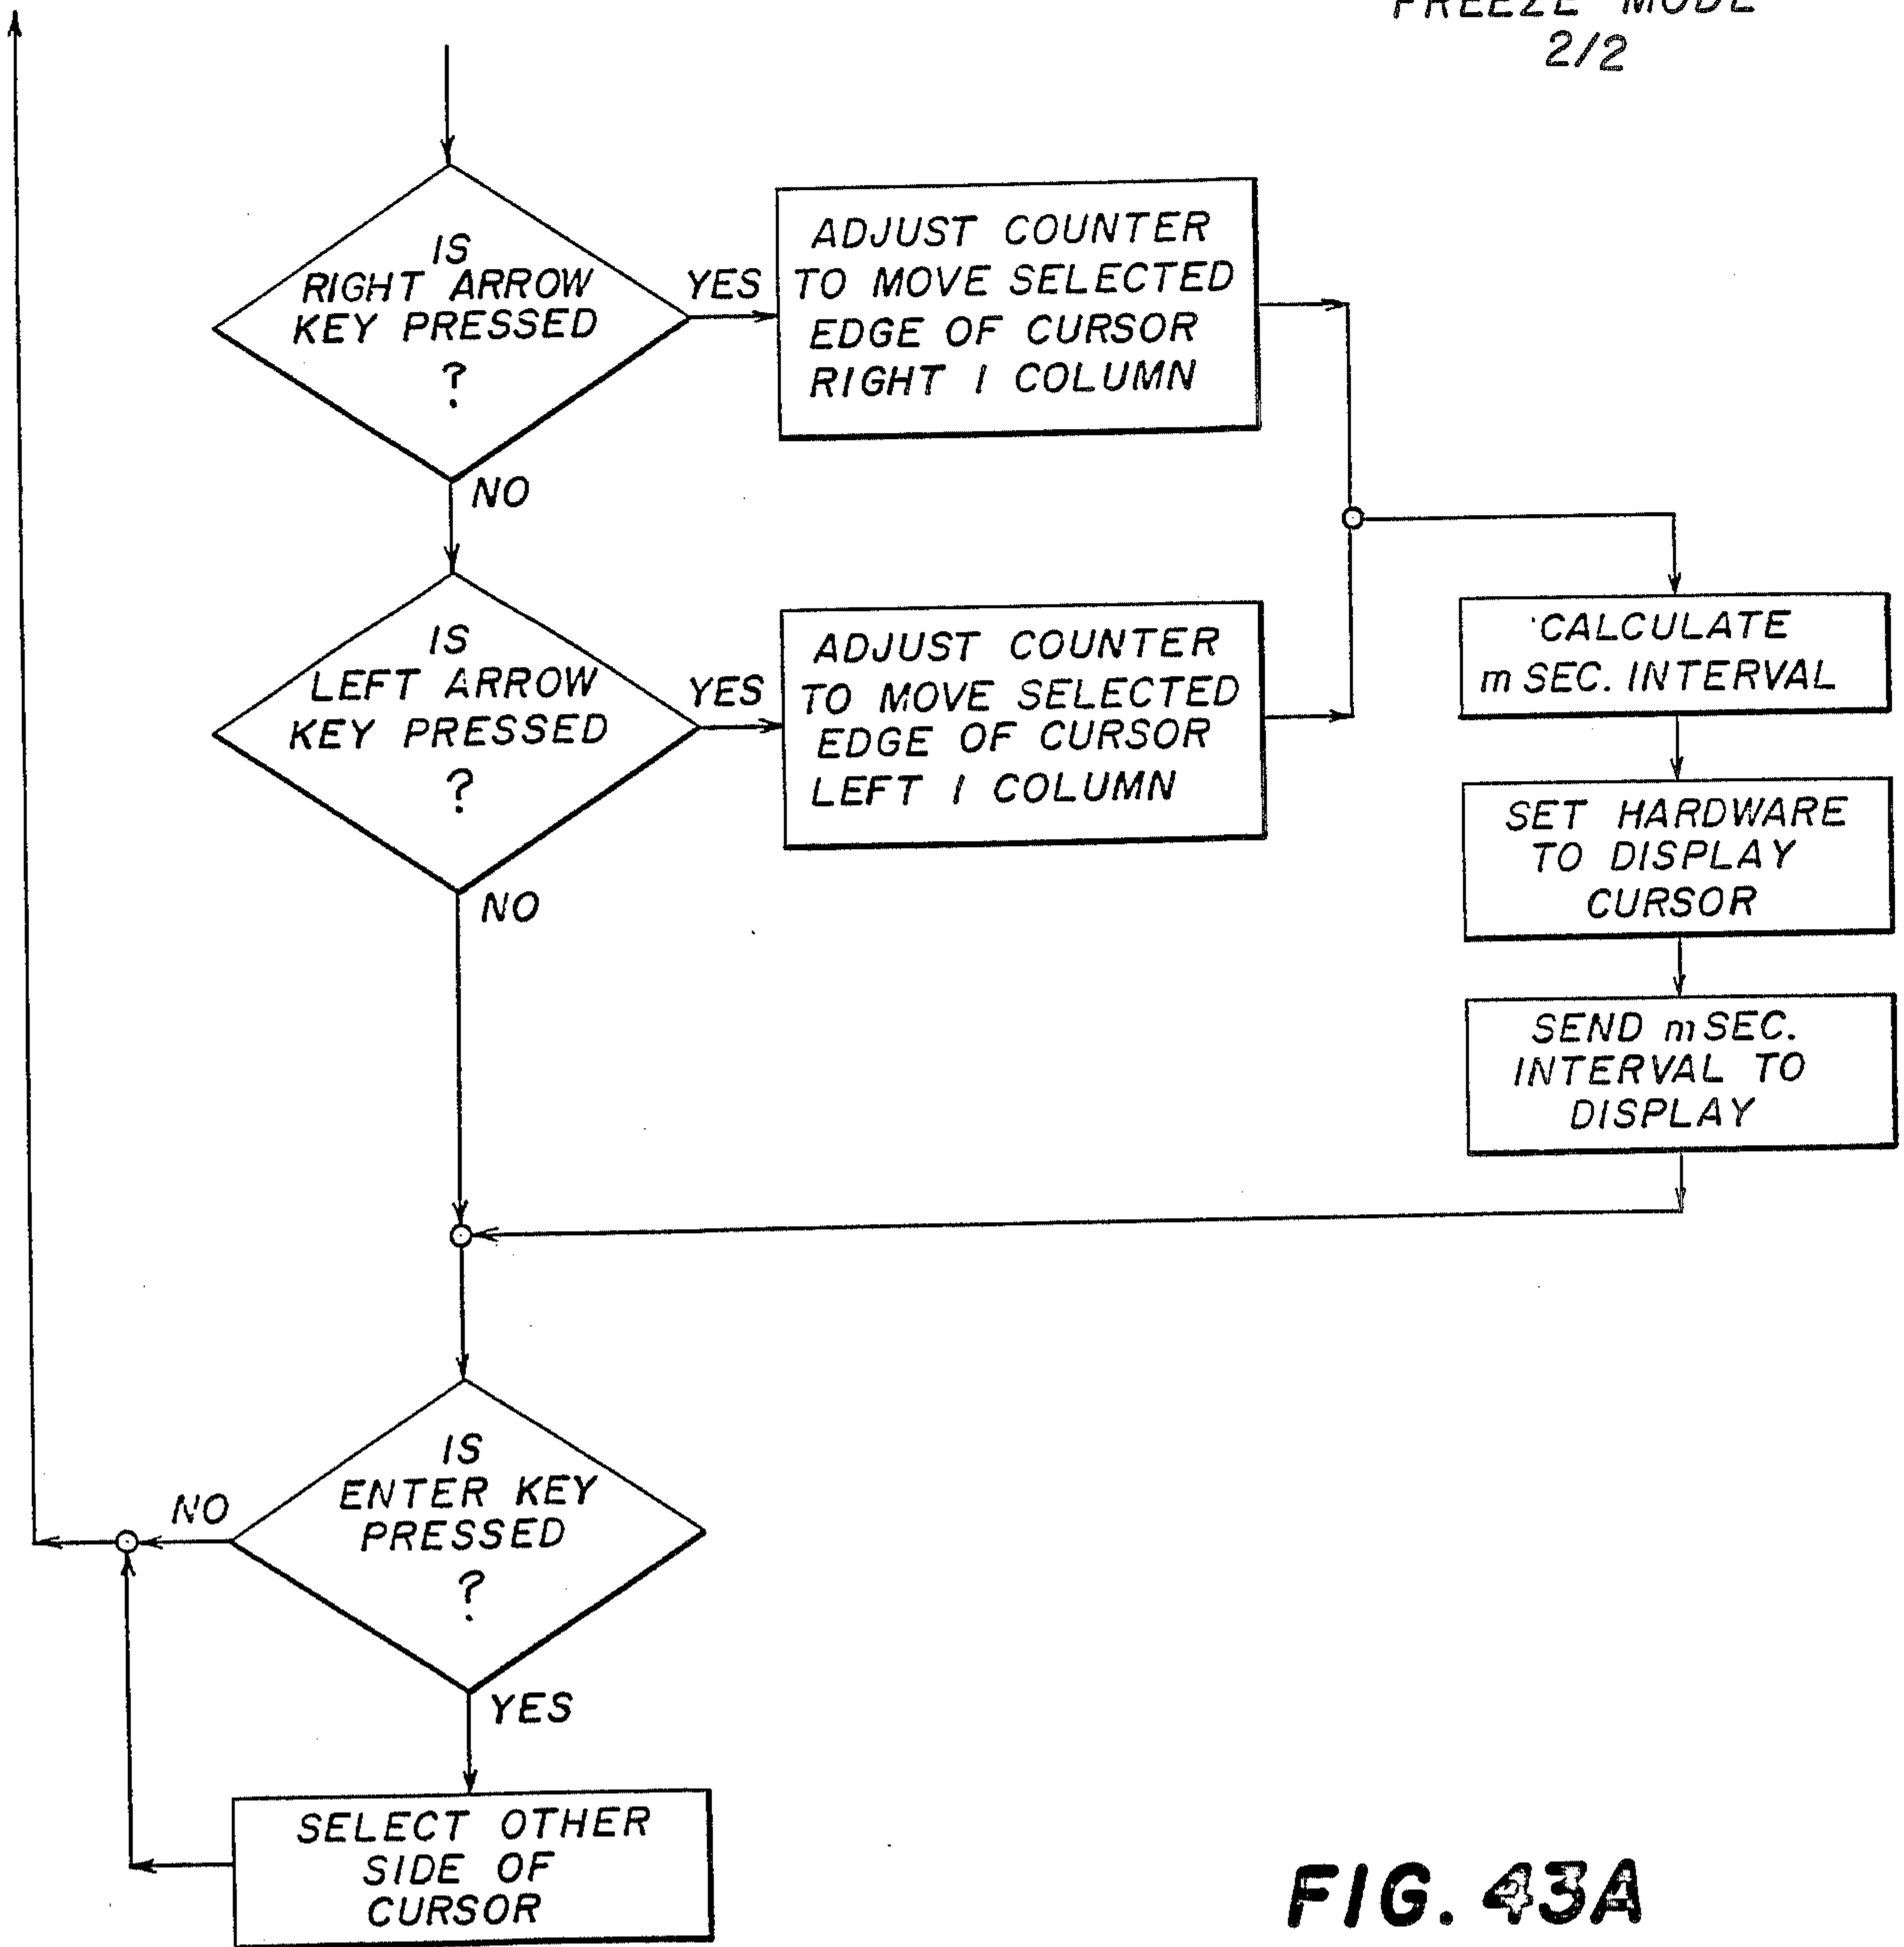 FREEZE MODE
2/2
IS
RIGHT ARROW
KEY PRESSED
?
YES
ADJUST COUNTER
TO MOVE SELECTED
EDGE OF CURSOR
RIGHT 1 COLUMN
NO
IS
LEFT ARROW
KEY PRESSED
?
YES
ADJUST COUNTER
TO MOVE SELECTED
EDGE OF CURSOR
LEFT 1 COLUMN
NO
CALCULATE
m SEC. INTERVAL
SET HARDWARE
TO DISPLAY
CURSOR
SEND mSEC.
INTERVAL TO
DISPLAY
IS
ENTER KEY
PRESSED
?
NO
YES
SELECT OTHER
SIDE OF
CURSOR
FIG. 43A